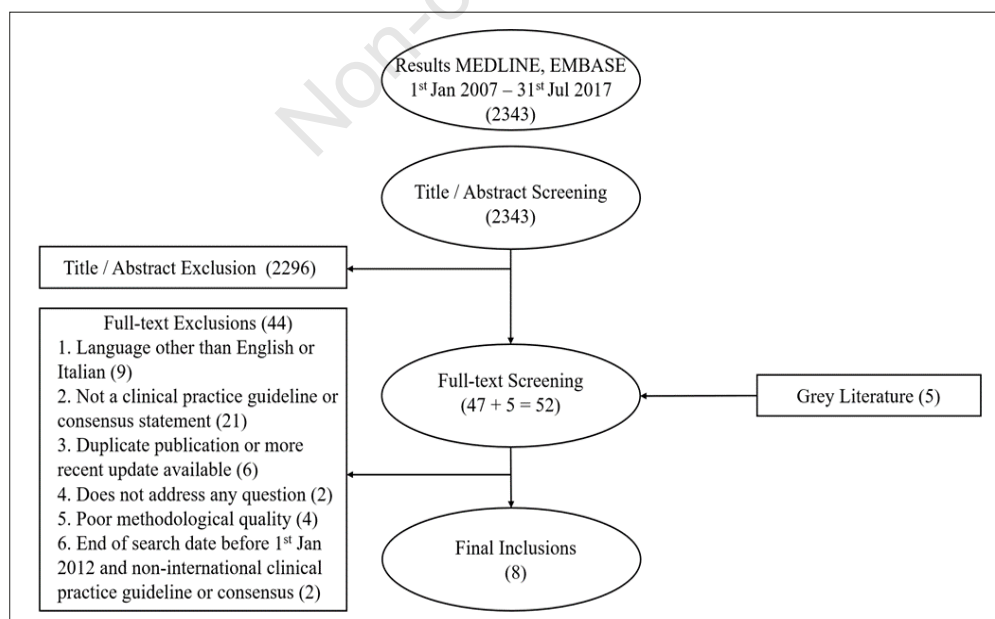 Non-
Results MEDLINE, EMBASE
1st Jan 2007 – 31st Jul 2017
(2343)
Title / Abstract Screening
(2343)
Title / Abstract Exclusion (2296)
Full-text Exclusions (44)
1. Language other than English or
Italian (9)
2. Not a clinical practice guideline or
consensus statement (21)
3. Duplicate publication or more
recent update available (6)
4. Does not address any question (2)
5. Poor methodological quality (4)
6. End of search date before 1st Jan
2012 and non-international clinical
practice guideline or consensus (2)
Full-text Screening
(47 + 5 = 52)
Grey Literature (5)
Final Inclusions
(8)